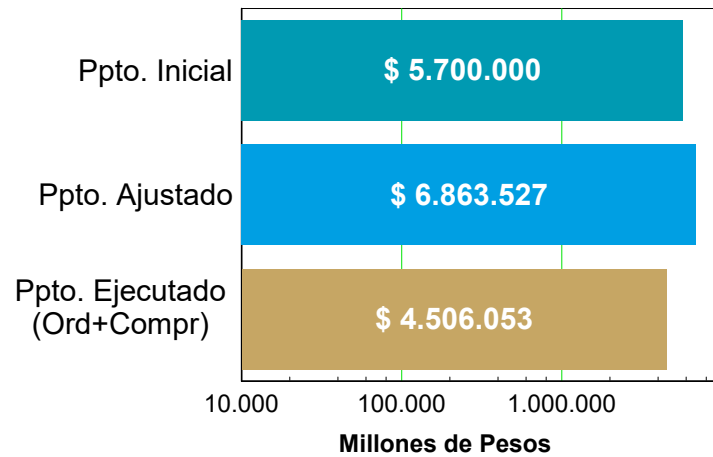 Ppto. Inicial
$ 5.700.000
Ppto. Ajustado
$ 6.863.527
Ppto. Ejecutado
(Ord+Compr)
$ 4.506.053
10.000
100.000
1.000.000
Millones de Pesos